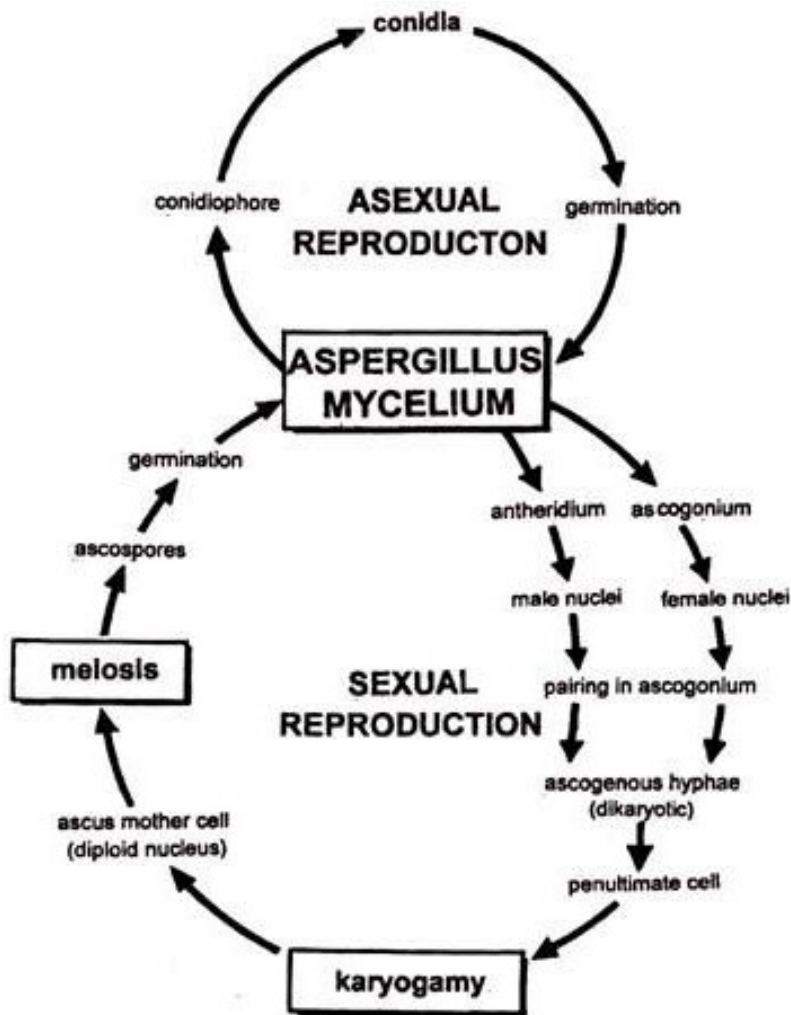 conidia
conidiophore
ASEXUAL
REPRODUCTON
germination
ASPERGILLUS
MYCELIUM
germination
antheridium
ascogonium
ascospores
male nuclei
female nuclei
meiosis
SEXUAL
REPRODUCTION
pairing in ascogonium
ascogenous hyphae
(dikaryotic)
ascus mother cell
(diploid nucleus)
penultimate cell
karyogamy